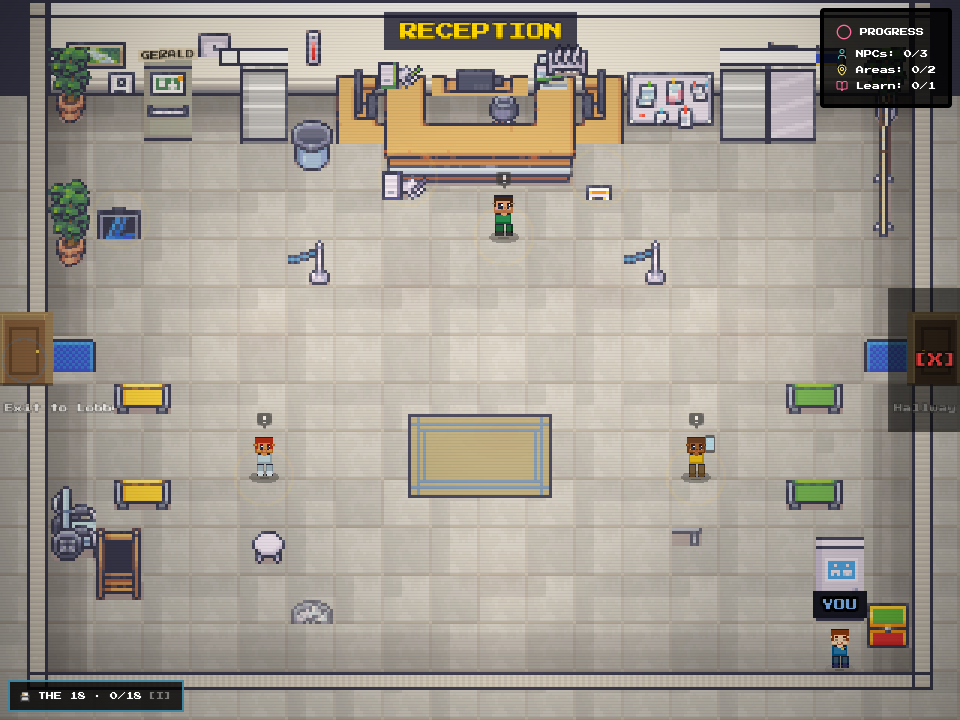 RECEPTION
PROGRESS
NPCs: 0/3
Areas: 0/2
Learn: 0/1
GERALD
[X]
Exit to Lobb
Hallway
YOU
THE 18 · 0/18 [I]